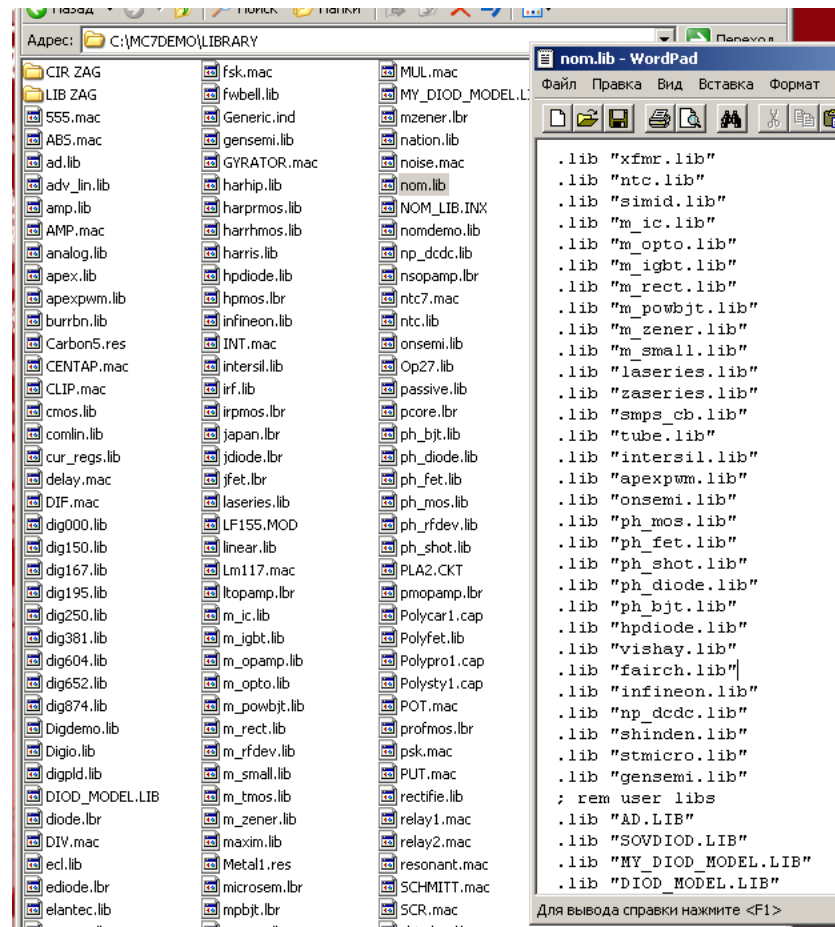 Поиск Папки
Адрес: C:\MC7DEMO\LIBRARY
CIR ZAG
LIB ZAG
555.mac
ABS.mac
ad.lib
adv_lin.lib
amp.lib
AMP.mac
analog.lib
apex.lib
apexpwm.lib
burrbn.lib
Carbon5.res
CENTAP.mac
CLIP.mac
cmos.lib
comlin.lib
cur_regs.lib
delay.mac
DIF.mac
dig000.lib
dig150.lib
dig167.lib
dig195.lib
dig250.lib
dig381.lib
dig604.lib
dig652.lib
dig874.lib
Digdemo.lib
Digio.lib
digpld.lib
DIOD_MODEL.LIB
diode.lbr
DIV.mac
ecl.lib
ediode.lbr
elantec.lib
fsk.mac
fwbell.lib
Generic.ind
gensemi.lib
GYRATOR.mac
harhip.lib
harprmos.lib
harrhmos.lib
harris.lib
hpdiode.lib
hpmos.lbr
infineon.lib
INT.mac
intersil.lib
irf.lib
irpmos.lbr
japan.lbr
jdiode.lbr
jfet.lbr
laseries.lib
LF155.MOD
linear.lib
Lm117.mac
ltopamp.lbr
m_ic.lib
m_igbt.lib
m_opamp.lib
m_opto.lib
m_powbjt.lib
m_rect.lib
m_rfdev.lib
m_small.lib
m_tmos.lib
m_zener.lib
maxim.lib
Metal1.res
microsem.lbr
mpbjt.lbr
MUL.mac
MY_DIOD_MODEL.L
mzener.lbr
nation.lib
noise.mac
nom.lib
NOM_LIB.INX
nomdemo.lib
np_dcdc.lib
nsopamp.lbr
ntc7.mac
ntc.lib
onsemi.lib
Op27.lib
passive.lib
pcore.lbr
ph_bjt.lib
ph_diode.lib
ph_fet.lib
ph_mos.lib
ph_rfdev.lib
ph_shot.lib
PLA2.CKT
pmopamp.lbr
Polycar1.cap
Polyfet.lib
Polypro1.cap
Polysty1.cap
POT.mac
profmos.lbr
psk.mac
PUT.mac
rectifie.lib
relay1.mac
relay2.mac
resonant.mac
SCHMITT.mac
SCR.mac
nom.lib - WordPad
Файл Правка Вид Вставка Формат
.lib "xfmr.lib"
.lib "ntc.lib"
.lib "simid.lib"
.lib "m_ic.lib"
.lib "m_opto.lib"
.lib "m_igbt.lib"
.lib "m_rect.lib"
.lib "m_powbjt.lib"
.lib "m_zener.lib"
.lib "m_small.lib"
.lib "laseries.lib"
.lib "zaseries.lib"
.lib "smps_cb.lib"
.lib "tube.lib"
.lib "intersil.lib"
.lib "apexpwm.lib"
.lib "onsemi.lib"
.lib "ph_mos.lib"
.lib "ph_fet.lib"
.lib "ph_shot.lib"
.lib "ph_diode.lib"
.lib "ph_bjt.lib"
.lib "hpdiode.lib"
.lib "vishay.lib"
.lib "fairch.lib"
.lib "infineon.lib"
.lib "np_dcdc.lib"
.lib "shinden.lib"
.lib "stmicro.lib"
.lib "gensemi.lib"
; rem user libs
.lib "AD.LIB"
.lib "SOVDIOD.LIB"
.lib "MY_DIOD_MODEL.LIB"
.lib "DIOD_MODEL.LIB"
Для вывода справки нажмите <F1>